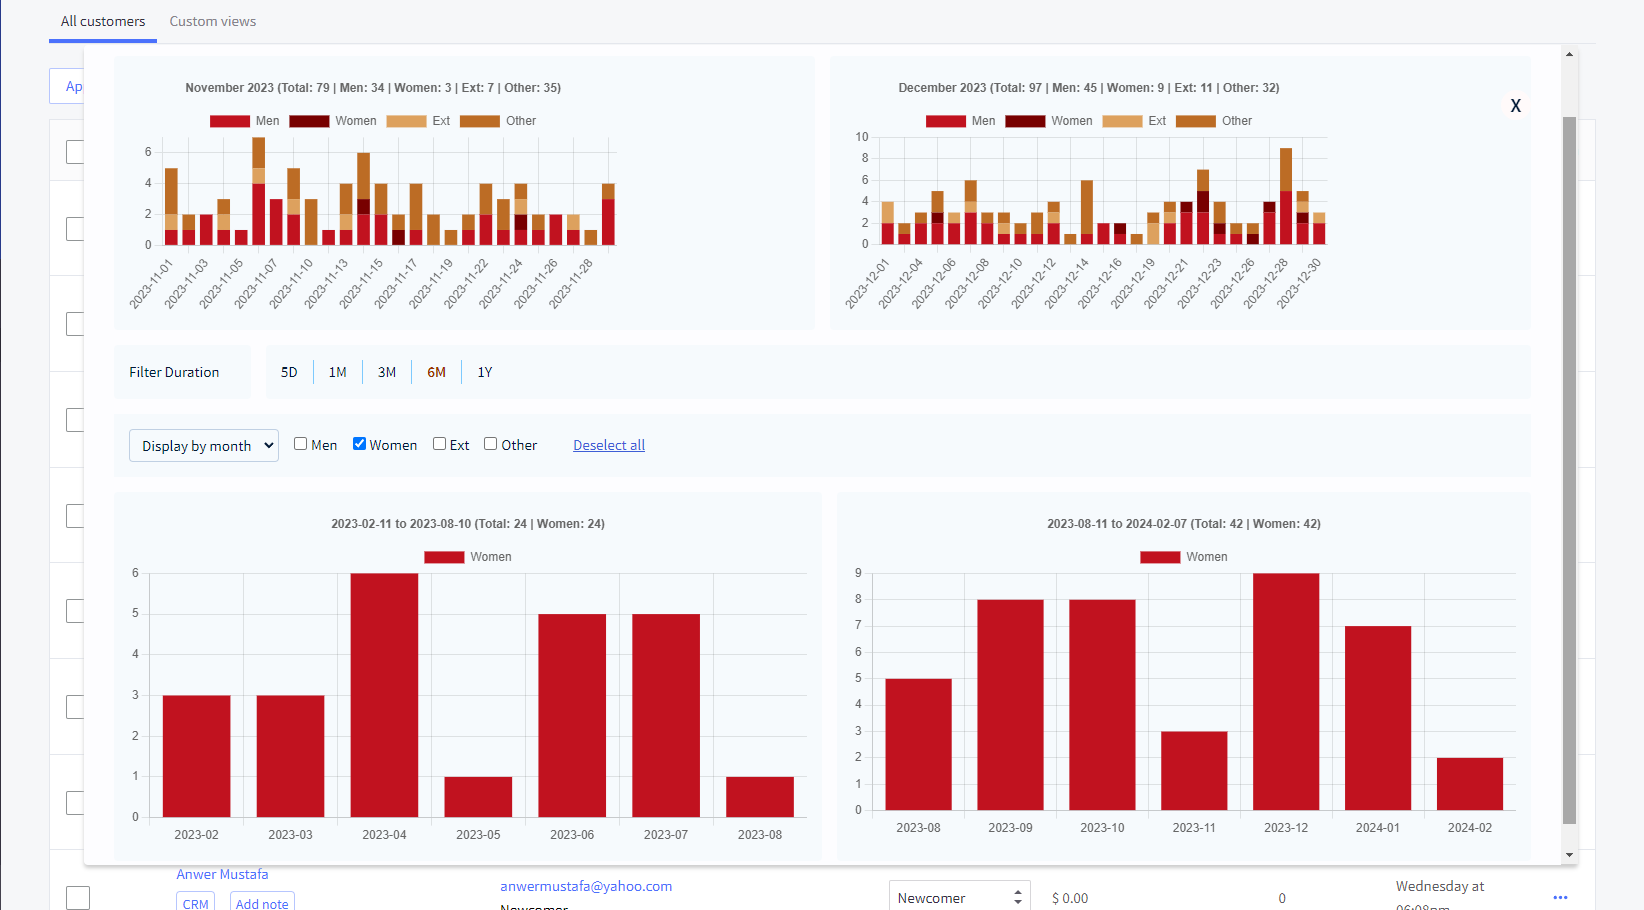 All customers
Custom views
Ap
X
November 2023 (Total: 79 | Men: 34 | Women: 3 | Ext: 7 | Other: 35)
Men
Women
Ext
Other
6
4
2
0
2023-11-01
2023-11-03
2023-11-05
2023-11-07
2023-11-10
2023-11-13
2023-11-15
2023-11-17
2023-11-19
2023-11-22
2023-11-24
2023-11-26
2023-11-28
December 2023 (Total: 97 | Men: 45 | Women: 9 | Ext: 11 | Other: 32)
Men
Women
Ext
Other
10
8
6
4
2
0
2023-12-01
2023-12-04
2023-12-06
2023-12-08
2023-12-10
2023-12-12
2023-12-14
2023-12-16
2023-12-19
2023-12-21
2023-12-23
2023-12-26
2023-12-28
2023-12-30
Filter Duration
5D
1M
3M
6M
1Y
Display by month
Men
Women
Ext
Other
Deselect all
2023-02-11 to 2023-08-10 (Total: 24 | Women: 24)
Women
6
5
4
3
2
1
0
2023-02
2023-03
2023-04
2023-05
2023-06
2023-07
2023-08
2023-08-11 to 2024-02-07 (Total: 42 | Women: 42)
Women
9
8
7
6
5
4
3
2
1
0
2023-08
2023-09
2023-10
2023-11
2023-12
2024-01
2024-02
Anwer Mustafa
CRM
Add note
anwermustafa@yahoo.com
Newcomer
Newcomer
$ 0.00
0
Wednesday at
06:08pm